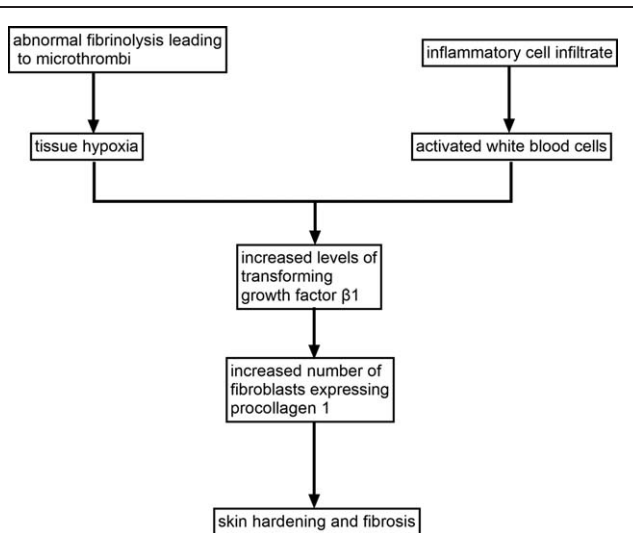 abnormal fibrinolysis leading
to microthrombi
inflammatory cell infiltrate
tissue hypoxia
activated white blood cells
increased levels of
transforming
growth factor β1
increased number of
fibroblasts expressing
procollagen 1
skin hardening and fibrosis